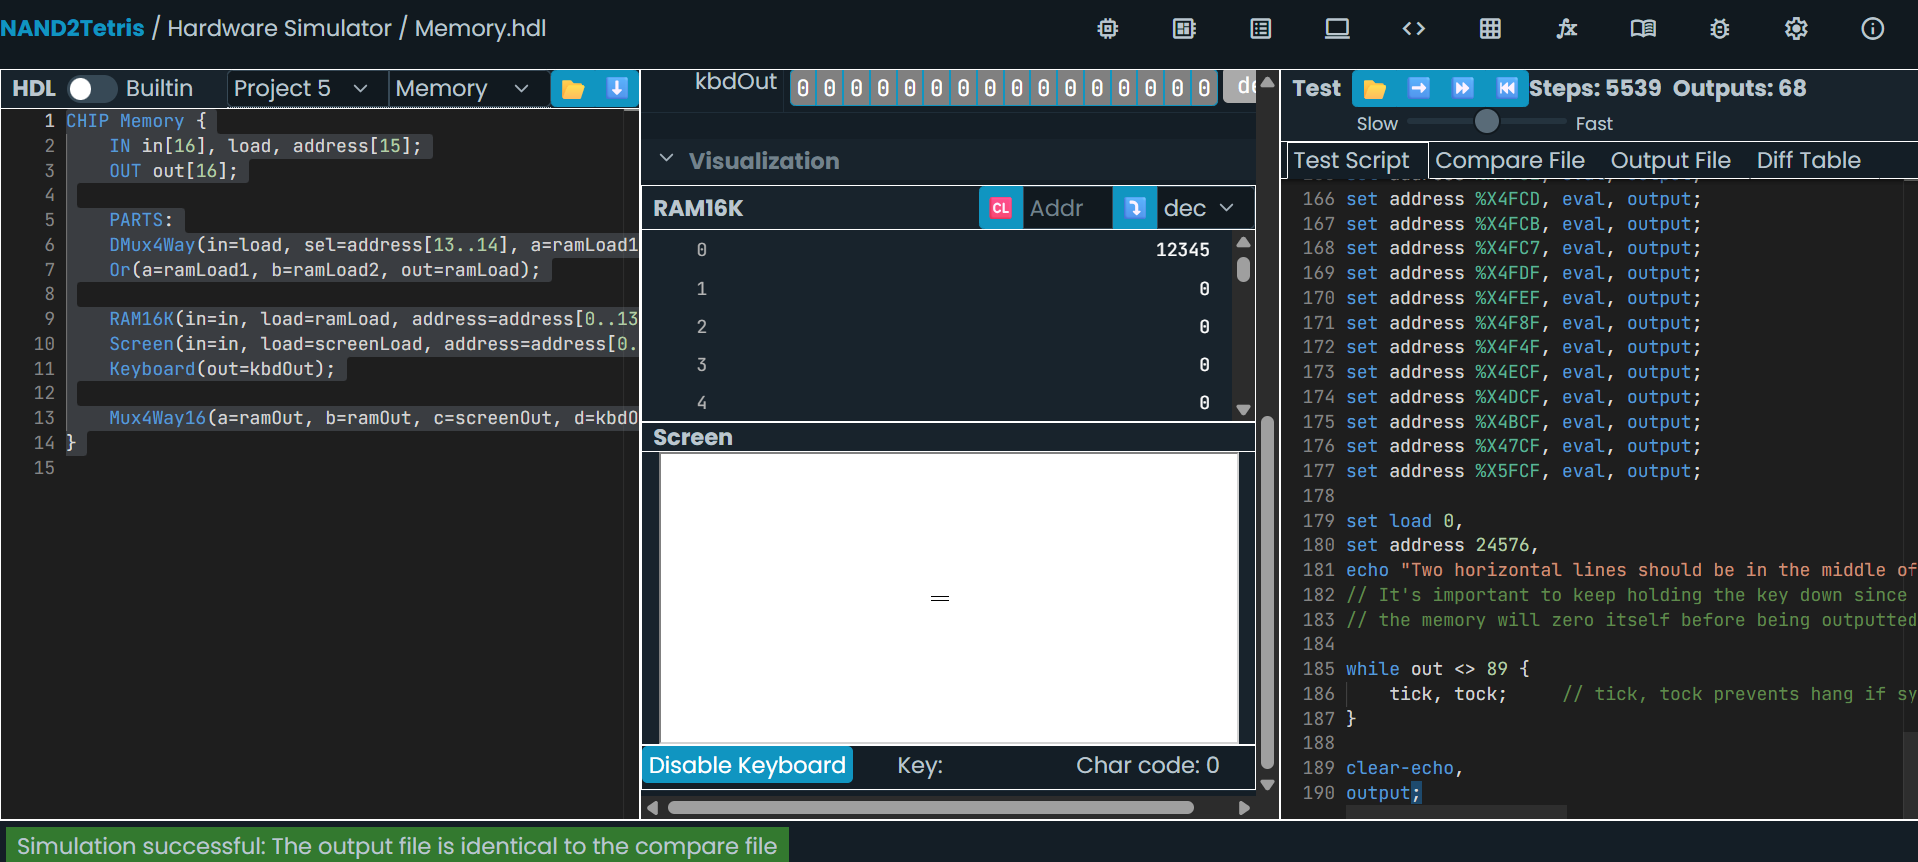 NAND2Tetris / Hardware Simulator / Memory.hdl
HDL Builtin Project 5 Memory
1 CHIP Memory {
2 IN in[16], load, address[15];
3 OUT out[16];
4
5 PARTS:
6 DMux4Way(in=load, sel=address[13..14], a=ramLoad1
7 Or(a=ramLoad1, b=ramLoad2, out=ramLoad);
8
9 RAM16K(in=in, load=ramLoad, address=address[0..13
10 Screen(in=in, load=screenLoad, address=address[0.
11 Keyboard(out=kbdOut);
12
13 Mux4Way16(a=ramOut, b=ramOut, c=screenOut, d=kbdO
14 }
15
kbdOut 0 0 0 0 0 0 0 0 0 0 0 0 0 0 0 0 de
Visualization
RAM16K CL Addr dec
0 12345
1 0
2 0
3 0
4 0
Screen
Disable Keyboard Key: Char code: 0
Test Steps: 5539 Outputs: 68
Slow Fast
Test Script Compare File Output File Diff Table
166 set address %X4FCD, eval, output;
167 set address %X4FCB, eval, output;
168 set address %X4FC7, eval, output;
169 set address %X4FDF, eval, output;
170 set address %X4FEF, eval, output;
171 set address %X4F8F, eval, output;
172 set address %X4F4F, eval, output;
173 set address %X4ECF, eval, output;
174 set address %X4DCF, eval, output;
175 set address %X4BCF, eval, output;
176 set address %X47CF, eval, output;
177 set address %X5FCF, eval, output;
178
179 set load 0,
180 set address 24576,
181 echo "Two horizontal lines should be in the middle of
182 // It's important to keep holding the key down since
183 // the memory will zero itself before being outputted
184
185 while out <> 89 {
186 tick, tock; // tick, tock prevents hang if sy
187 }
188
189 clear-echo,
190 output;
Simulation successful: The output file is identical to the compare file